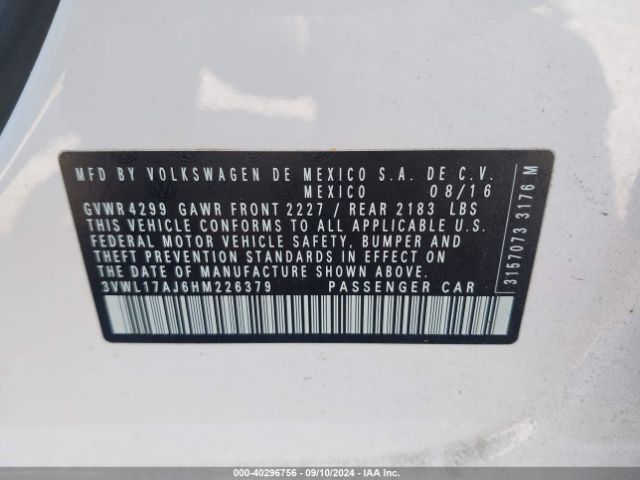 MFD BY VOLKSWAGEN DE MEXICO S.A. DE C.V.
MEXICO 08/16
GVWR 4299 GAWR FRONT 2227 / REAR 2183 LBS
THIS VEHICLE CONFORMS TO ALL APPLICABLE U.S.
FEDERAL MOTOR VEHICLE SAFETY, BUMPER AND
THEFT PREVENTION STANDARDS IN EFFECT ON
THE DATE OF MANUFACTURE SHOWN ABOVE.
3VWL17AJ6HM226379 PASSENGER CAR
3157073 3176 M
000-40296756 - 09/10/2024 - IAA Inc.